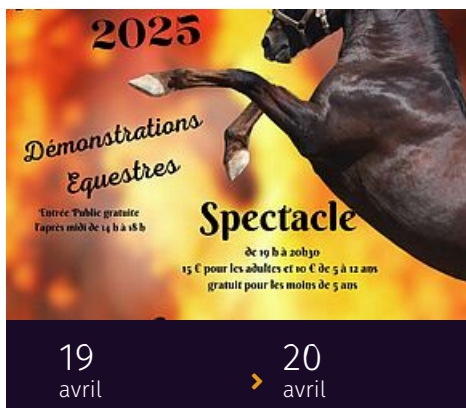 2025
Démonstrations
Equestres
Entrée Public gratuite
l'après midi de 14 h à 18 h
Spectacle
de 19 h à 20h30
15 € pour les adultes et 10 € de 5 à 12 ans
gratuit pour les moins de 5 ans
19 > 20
avril avril